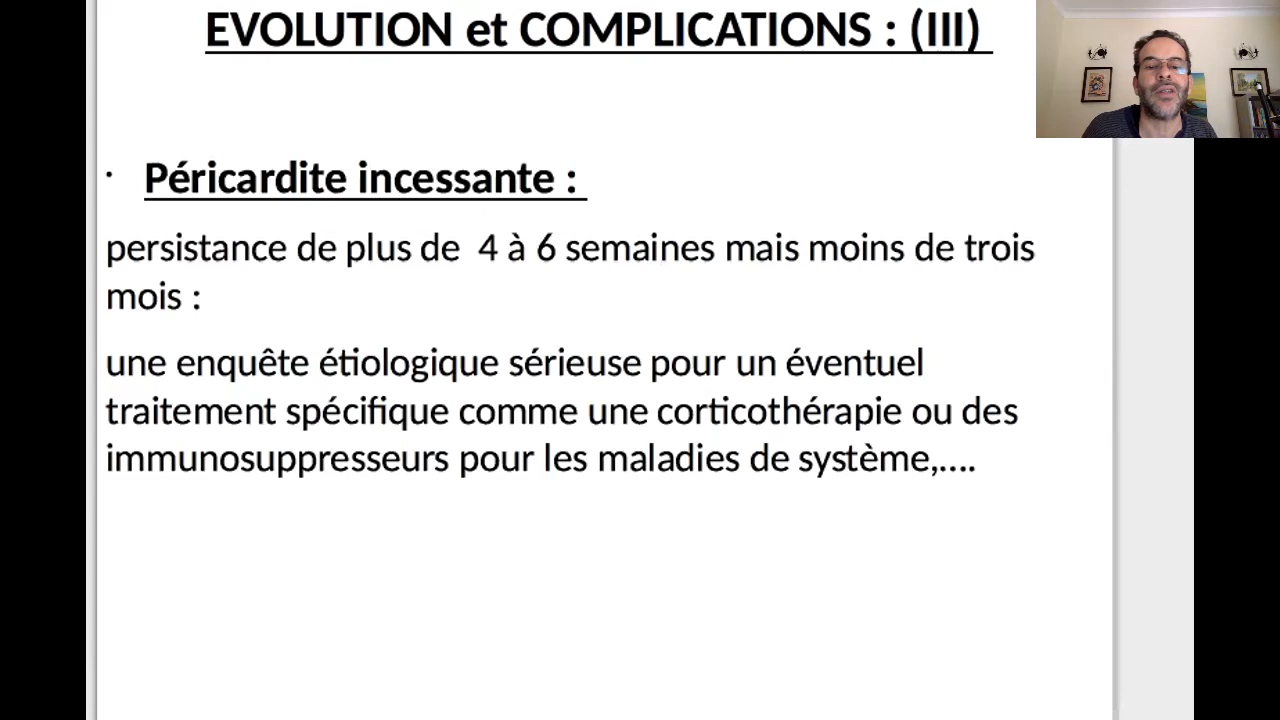 EVOLUTION et COMPLICATIONS : (III)
· Péricardite incessante :
persistance de plus de 4 à 6 semaines mais moins de trois
mois :
une enquête étiologique sérieuse pour un éventuel
traitement spécifique comme une corticothérapie ou des
immunosuppresseurs pour les maladies de système,....